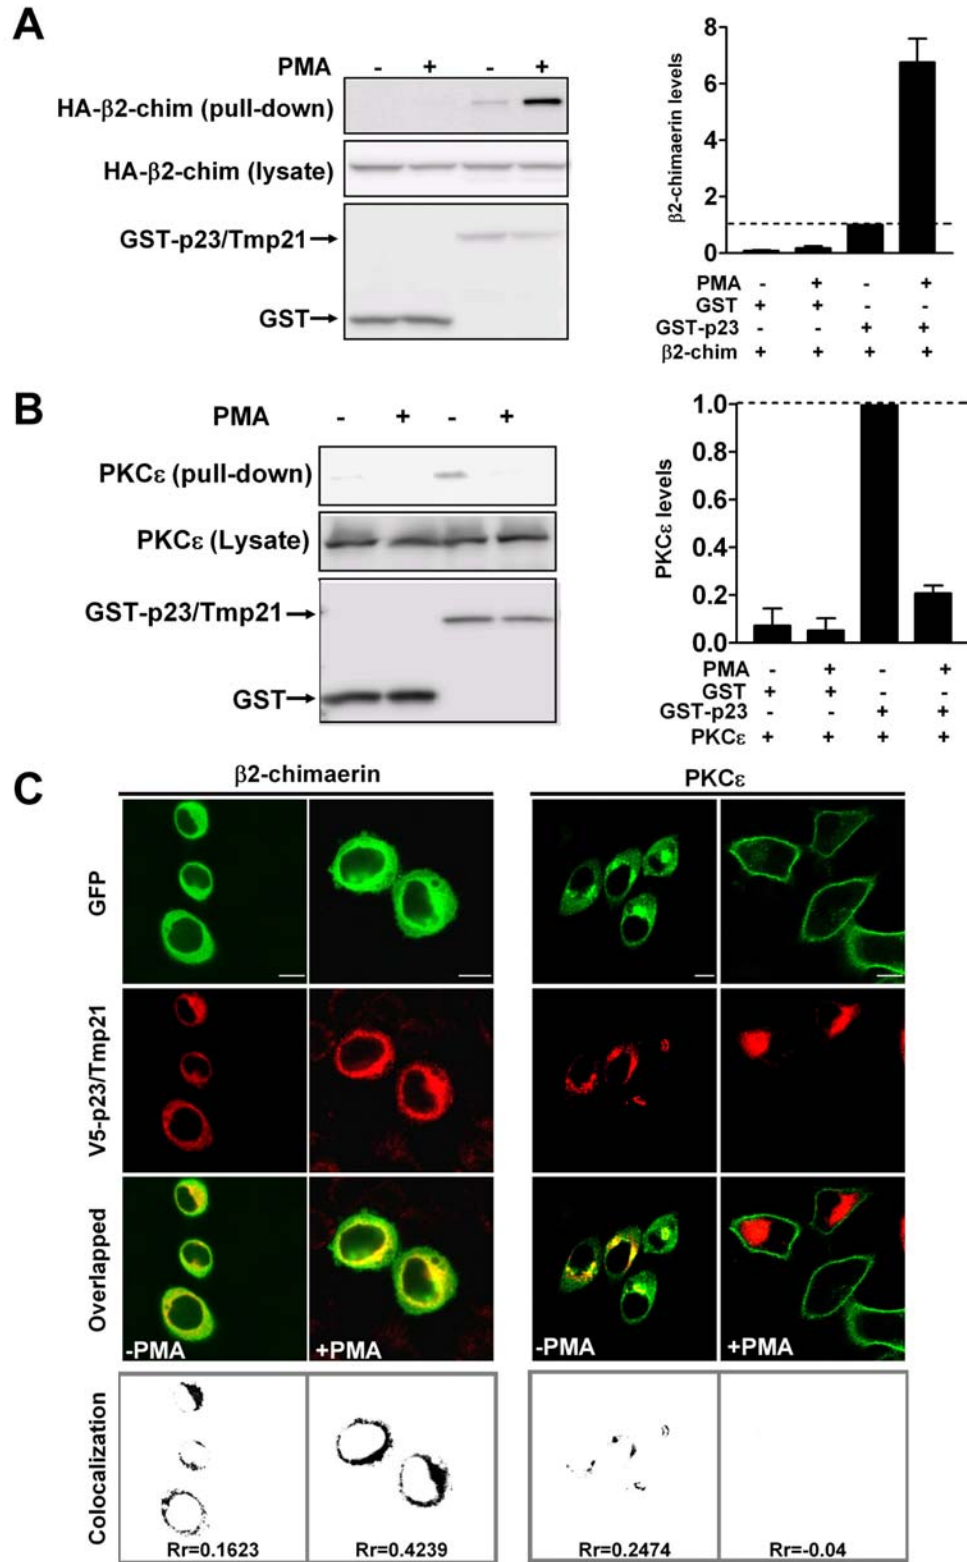 A
PMA - + - +
HA-β2-chim (pull-down)
HA-β2-chim (lysate)
GST-p23/Tmp21
GST
β2-chimaerin levels
8
6
4
2
0
PMA - + - +
GST + + - -
GST-p23 - - + +
β2-chim + + + +
B
PMA - + - +
PKCε (pull-down)
PKCε (Lysate)
GST-p23/Tmp21
GST
PKCε levels
1.0
0.8
0.6
0.4
0.2
0.0
PMA - + - +
GST + + - -
GST-p23 - - + +
PKCε + + + +
C
β2-chimaerin
PKCε
GFP
V5-p23/Tmp21
Overlapped
-PMA
+PMA
-PMA
+PMA
Colocalization
Rr=0.1623
Rr=0.4239
Rr=0.2474
Rr=-0.04